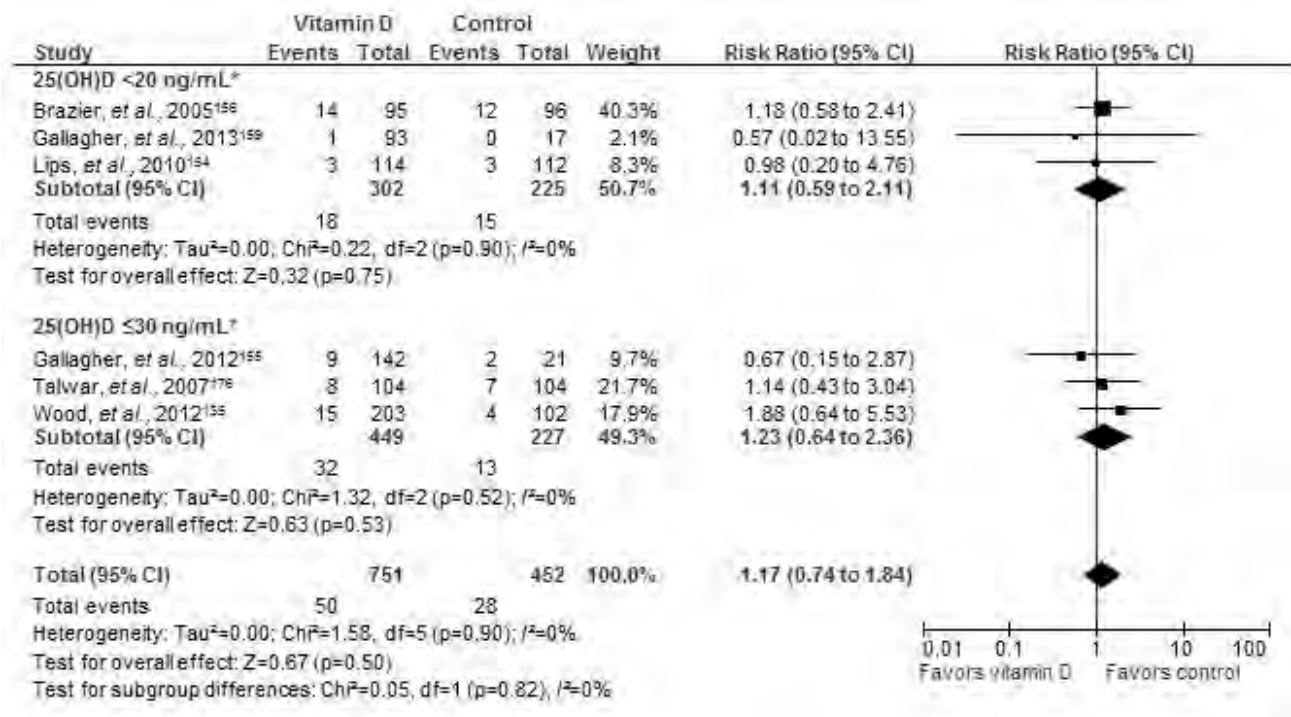 Vitamin D Control
Study Events Total Events Total Weight Risk Ratio (95% CI) Risk Ratio (95% CI)
25(OH)D <20 ng/mL*
Brazier, et al., 2005¹⁵⁶ 14 95 12 96 40.3% 1.18 (0.58 to 2.41)
Gallagher, et al., 2013¹⁵⁹ 1 93 0 17 2.1% 0.57 (0.02 to 13.55)
Lips, et al., 2010¹⁵⁴ 3 114 3 112 8.3% 0.98 (0.20 to 4.76)
Subtotal (95% CI) 302 225 50.7% 1.11 (0.59 to 2.11)
Total events 18 15
Heterogeneity: Tau²=0.00; Chi²=0.22, df=2 (p=0.90); I²=0%
Test for overall effect: Z=0.32 (p=0.75)
25(OH)D ≤30 ng/mL*
Gallagher, et al., 2012¹⁵⁵ 9 142 2 21 9.7% 0.67 (0.15 to 2.87)
Talwar, et al., 2007¹⁷⁶ 8 104 7 104 21.7% 1.14 (0.43 to 3.04)
Wood, et al., 2012¹³⁵ 15 203 4 102 17.9% 1.88 (0.64 to 5.53)
Subtotal (95% CI) 449 227 49.3% 1.23 (0.64 to 2.36)
Total events 32 13
Heterogeneity: Tau²=0.00; Chi²=1.32, df=2 (p=0.52); I²=0%
Test for overall effect: Z=0.63 (p=0.53)
Total (95% CI) 751 452 100.0% 1.17 (0.74 to 1.84)
Total events 50 28
Heterogeneity: Tau²=0.00; Chi²=1.58, df=5 (p=0.90); I²=0%
Test for overall effect: Z=0.67 (p=0.50)
Test for subgroup differences: Chi²=0.05, df=1 (p=0.82), I²=0%
0.01 0.1 1 10 100
Favors vitamin D Favors control